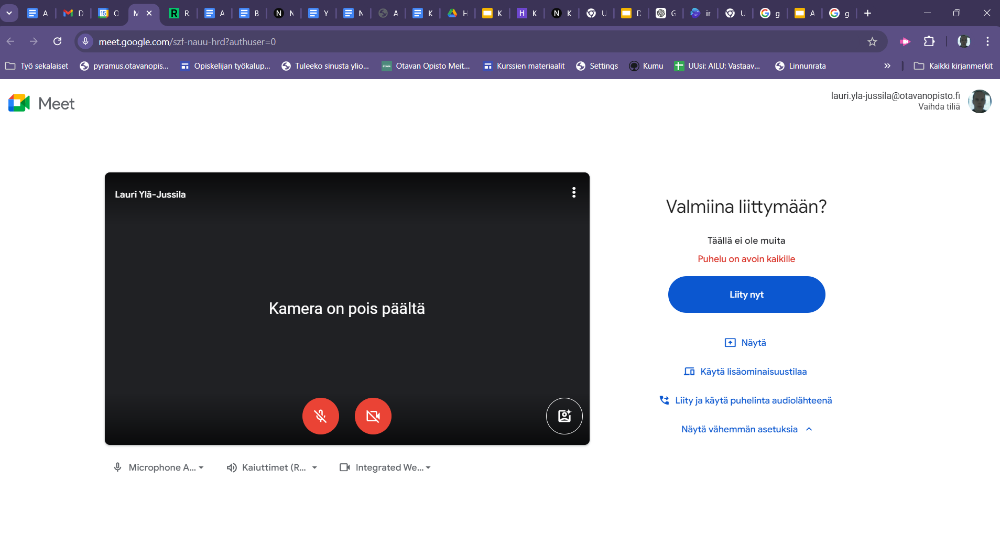 A D 15 O M R R A B N N Y N A K H K H K N K U D G ir U g A g
meet.google.com/szf-nauu-hrd?authuser=0
Työ sekalaiset pyramus.otavanopis... Opiskelijan työkalup... Tuleeko sinusta ylio... OTAVIA Otavan Opisto Meit... Kurssien materiaalit Settings Kumu UUsi: AILU: Vastaav... Linnunrata Kaikki kirjanmerkit
Meet
lauri.yla-jussila@otavanopisto.fi
Vaihda tiliä
Lauri Ylä-Jussila
Kamera on pois päältä
Microphone A... Kaiuttimet (R... Integrated We...
Valmiina liittymään?
Täällä ei ole muita
Puhelu on avoin kaikille
Liity nyt
Näytä
Käytä lisäominaisuustilaa
Liity ja käytä puhelinta audiolähteenä
Näytä vähemmän asetuksia